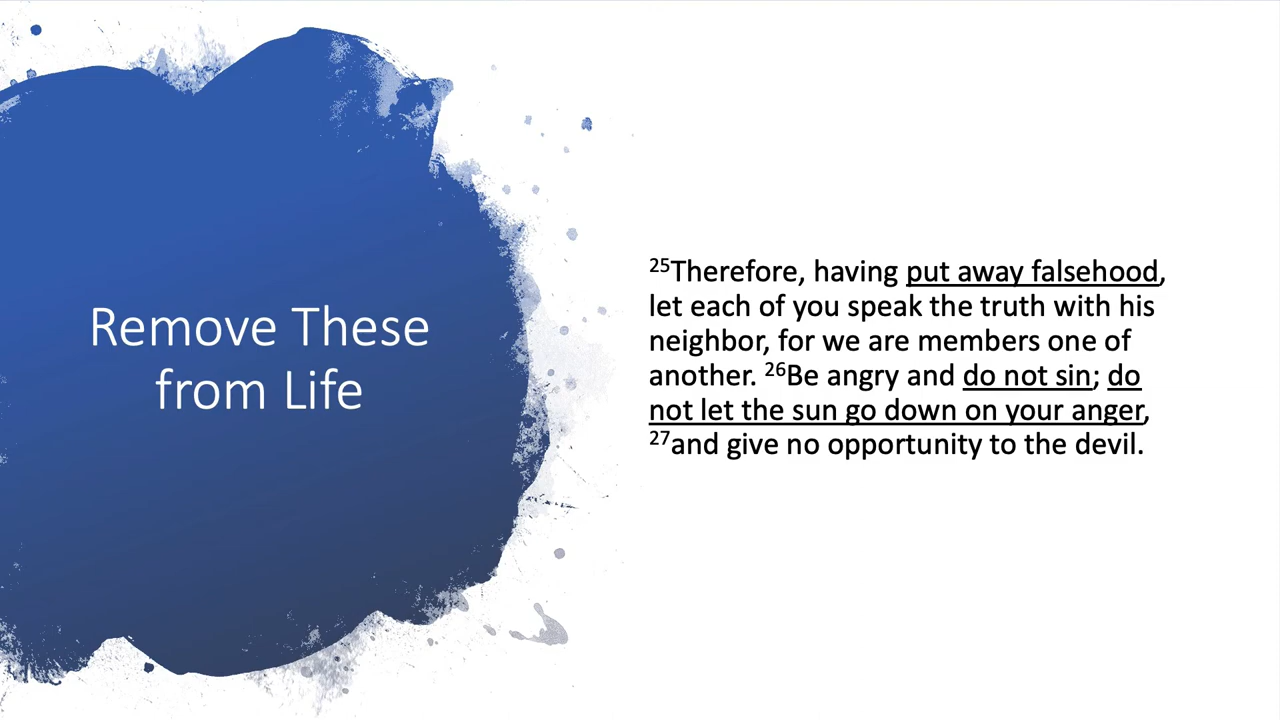 Remove These
from Life
25Therefore, having put away falsehood,
let each of you speak the truth with his
neighbor, for we are members one of
another. 26Be angry and do not sin; do
not let the sun go down on your anger,
27and give no opportunity to the devil.